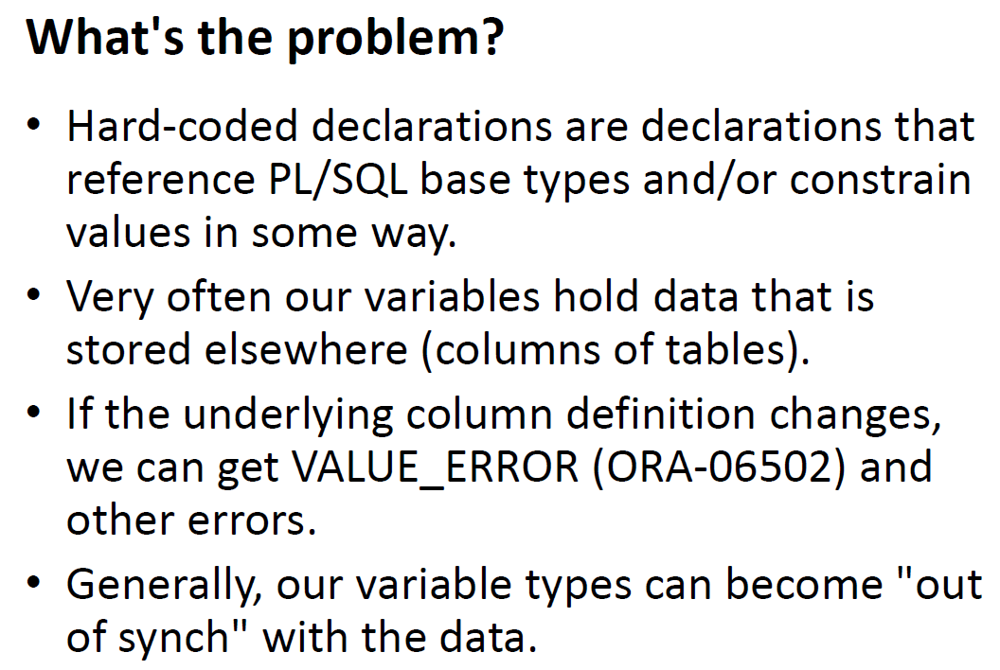 What's the problem?
• Hard-coded declarations are declarations that
reference PL/SQL base types and/or constrain
values in some way.
• Very often our variables hold data that is
stored elsewhere (columns of tables).
• If the underlying column definition changes,
we can get VALUE_ERROR (ORA-06502) and
other errors.
• Generally, our variable types can become "out
of synch" with the data.